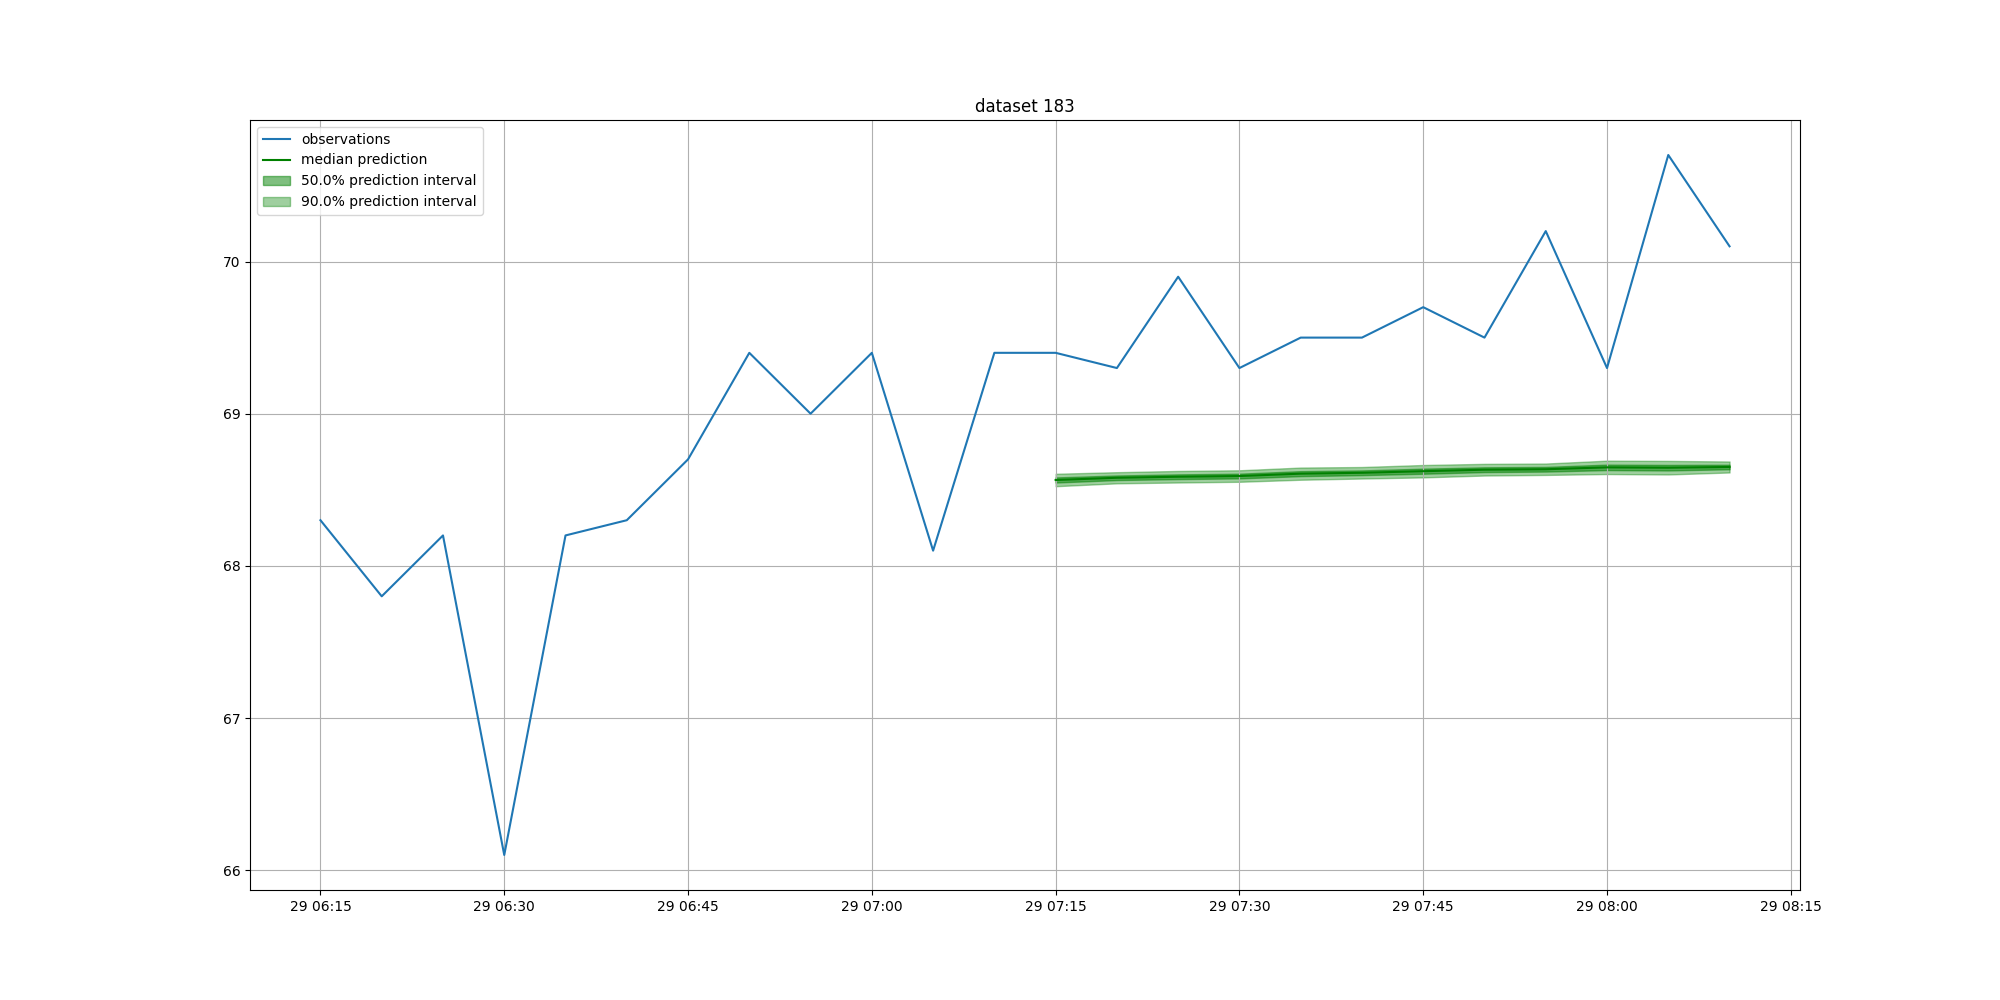 dataset 183
observations
median prediction
50.0% prediction interval
90.0% prediction interval
70
69
68
67
66
29 06:15 29 06:30 29 06:45 29 07:00 29 07:15 29 07:30 29 07:45 29 08:00 29 08:15